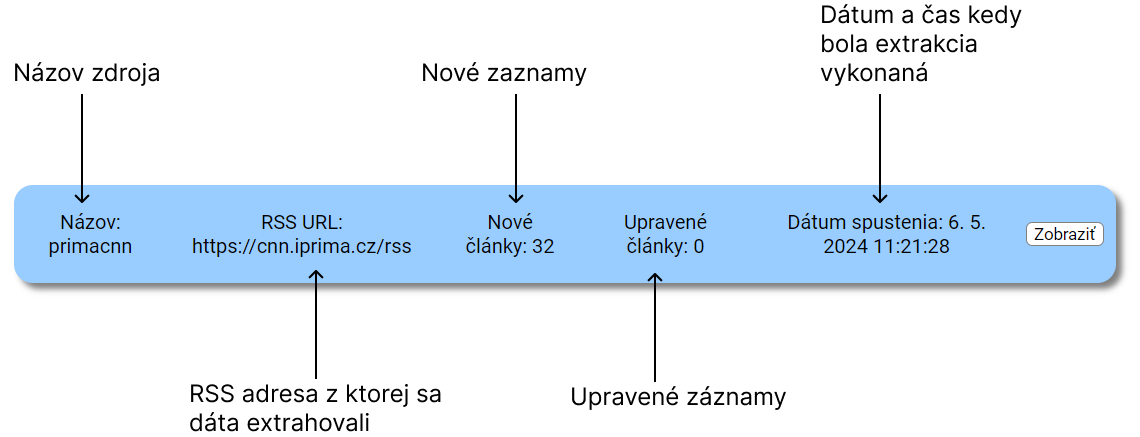 Dátum a čas kedy
bola extrakcia
vykonaná
Názov zdroja
Nové zaznamy
Názov:
primacnn
RSS URL:
https://cnn.iprima.cz/rss
Nové
články: 32
Upravené
články: 0
Dátum spustenia: 6. 5.
2024 11:21:28
Zobraziť
RSS adresa z ktorej sa
dáta extrahovali
Upravené záznamy